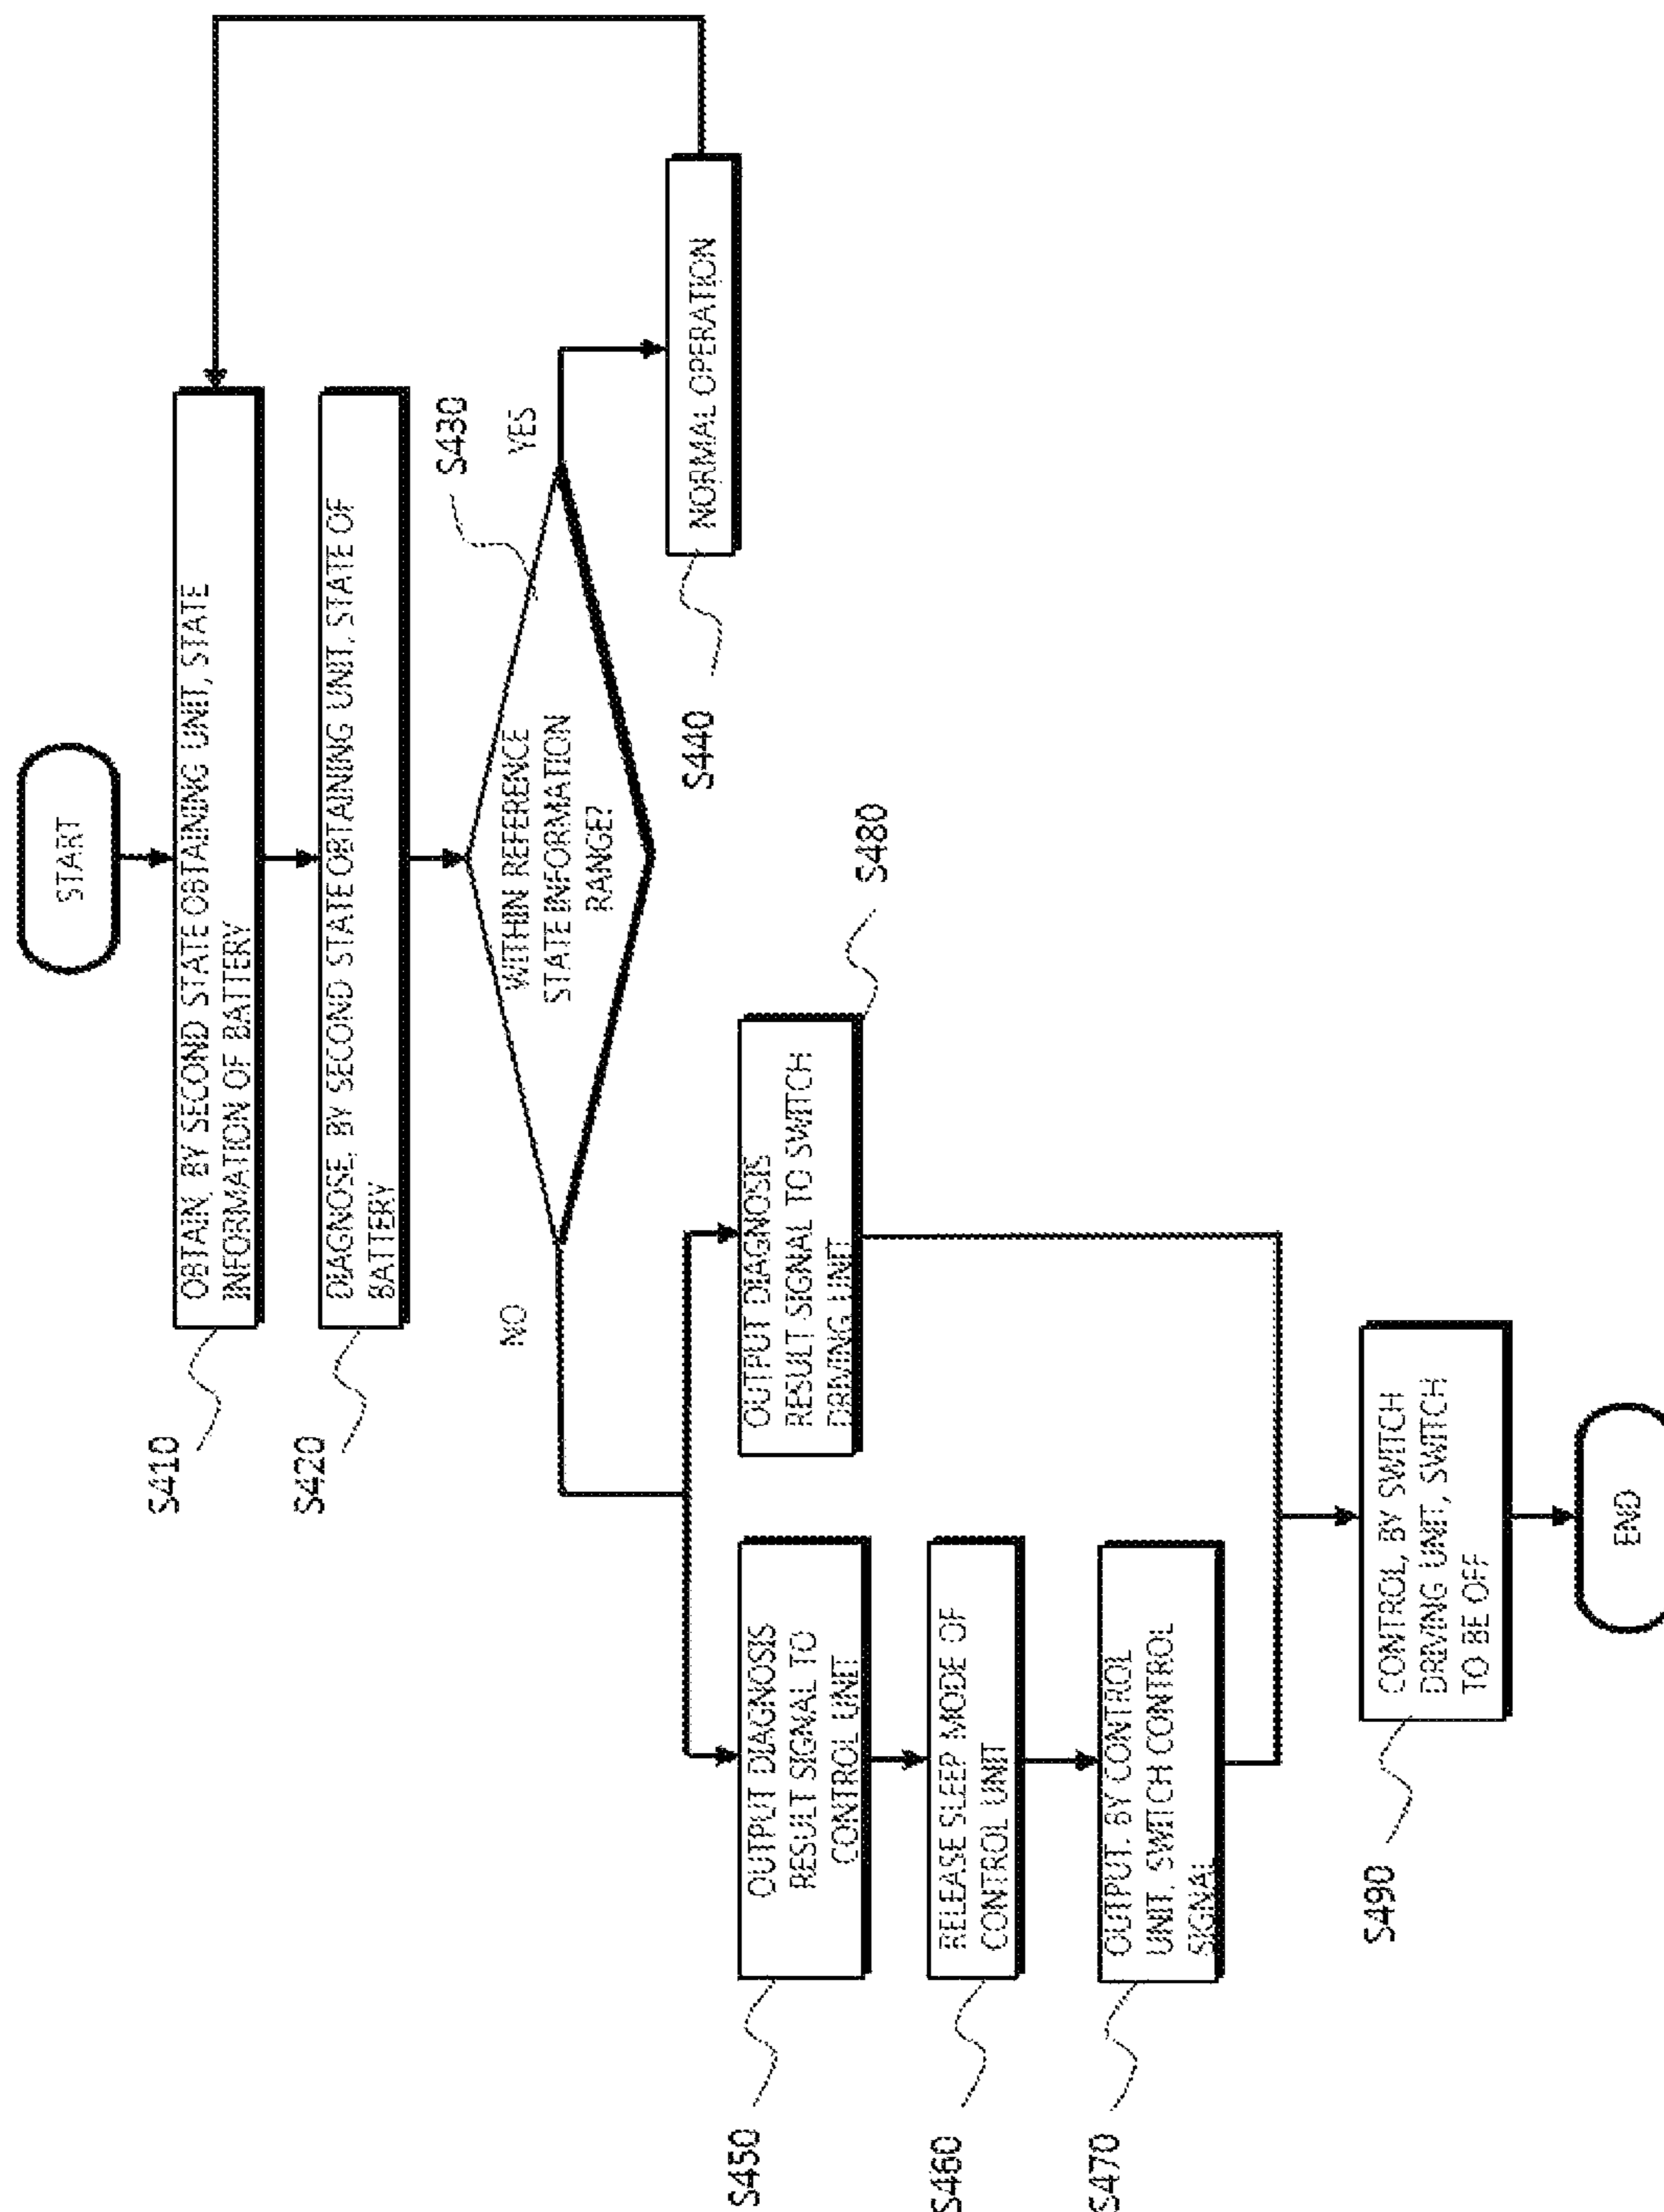 START
S410
OBTAIN, BY SECOND STATE OBTAINING UNIT, STATE
INFORMATION OF BATTERY
S420
DIAGNOSE, BY SECOND STATE OBTAINING UNIT, STATE OF
BATTERY
S430
WITHIN REFERENCE
STATE INFORMATION
RANGE?
NO
YES
S440
NORMAL OPERATION
S450
OUTPUT DIAGNOSIS
RESULT SIGNAL TO
CONTROL UNIT
S480
OUTPUT DIAGNOSIS
RESULT SIGNAL TO SWITCH
DRIVING UNIT
S460
RELEASE SLEEP MODE OF
CONTROL UNIT
S470
OUTPUT, BY CONTROL
UNIT, SWITCH CONTROL
SIGNAL
S490
CONTROL, BY SWITCH
DRIVING UNIT, SWITCH
TO BE OFF
END